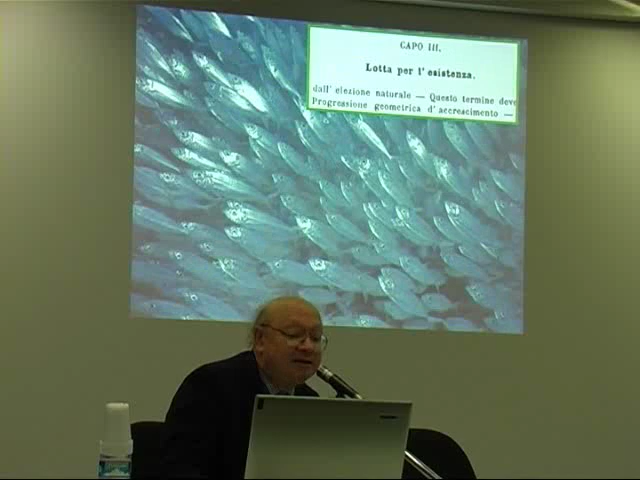 CAPO III.
Lotta per l'esistenza.
dall'elezione naturale — Questo termine deve
Progressione geometrica d'accrescimento —